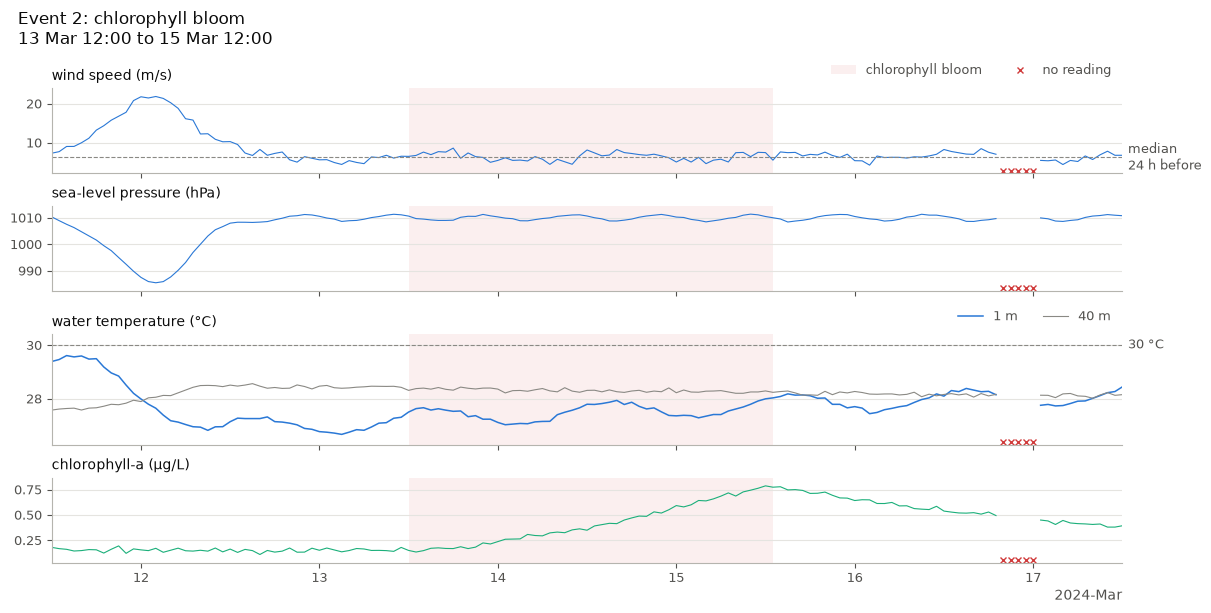 Event 2: chlorophyll bloom
13 Mar 12:00 to 15 Mar 12:00
wind speed (m/s)
chlorophyll bloom
no reading
20
10
median
24 h before
sea-level pressure (hPa)
1010
1000
990
water temperature (°C)
1 m
40 m
30
28
30 °C
chlorophyll-a (µg/L)
0.75
0.50
0.25
12
13
14
15
16
17
2024-Mar